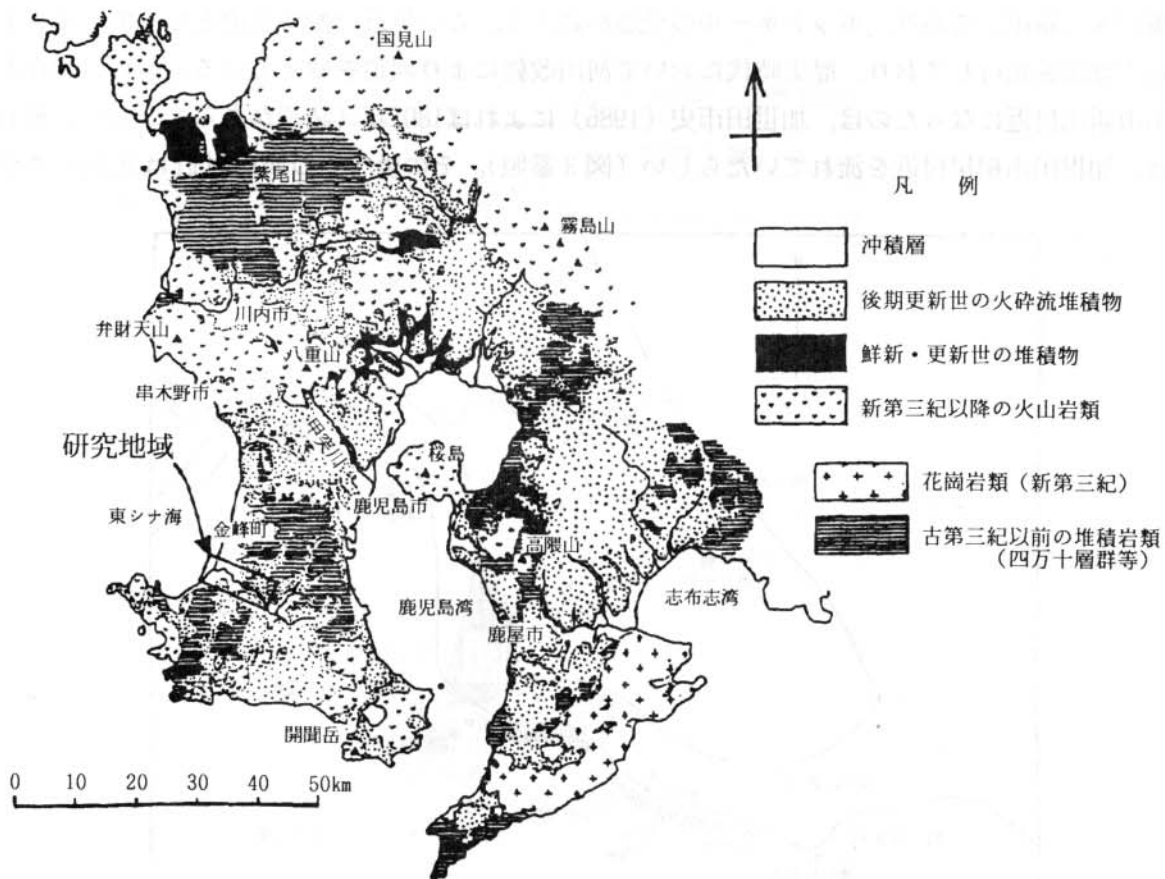 国見山
紫尾山
霧島山
弁財天山
川内市
八重山
串木野市
甲突川
研究地域
桜島
鹿児島市
東シナ海
金峰町
高隈山
鹿児島湾
志布志湾
鹿屋市
開聞岳
0 10 20 30 40 50km
凡 例
沖積層
後期更新世の火砕流堆積物
鮮新・更新世の堆積物
新第三紀以降の火山岩類
花崗岩類（新第三紀）
古第三紀以前の堆積岩類
（四万十層群等）